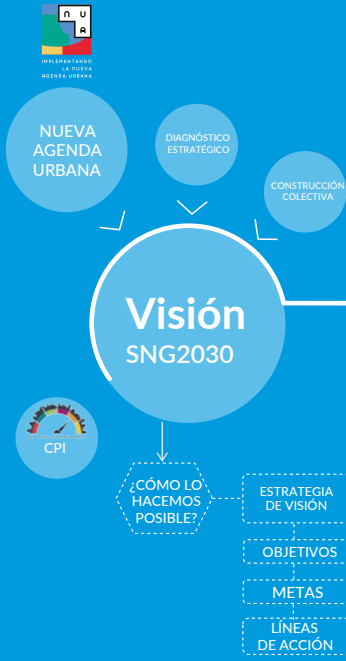 NUA
IMPLEMENTANDO
LA NUEVA
AGENDA URBANA
NUEVA
AGENDA
URBANA
DIAGNÓSTICO
ESTRATÉGICO
CONSTRUCCIÓN
COLECTIVA
Visión
SNG2030
CPI
¿CÓMO LO
HACEMOS
POSIBLE?
ESTRATEGIA
DE VISIÓN
OBJETIVOS
METAS
LÍNEAS
DE ACCIÓN